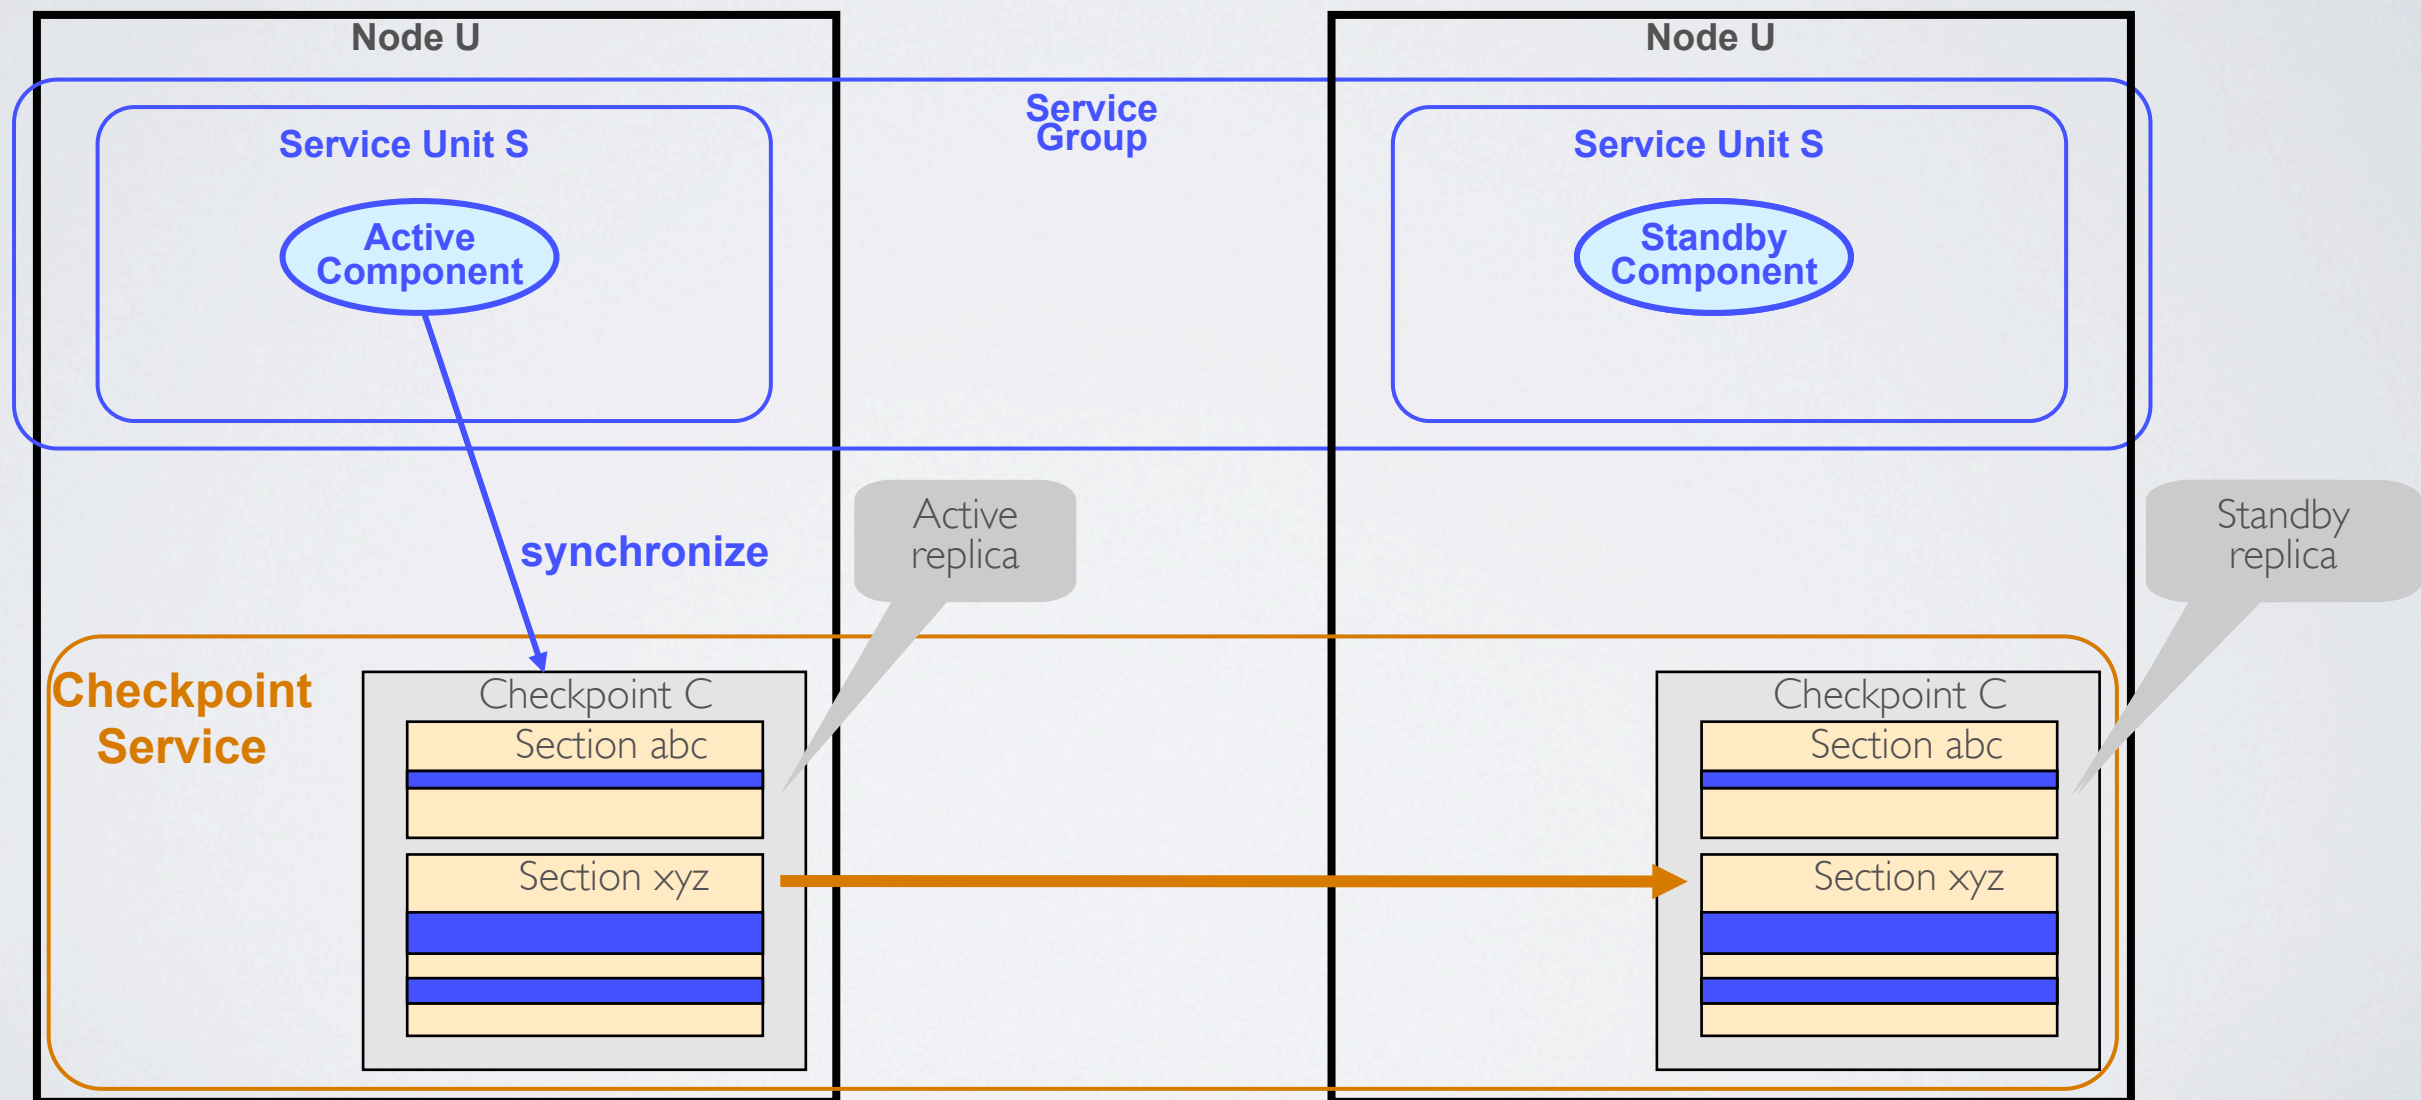 Node U
Node U
Service
Group
Service Unit S
Service Unit S
Active
Component
Standby
Component
Active
replica
Standby
replica
synchronize
Checkpoint
Service
Checkpoint C
Section abc
Section xyz
Checkpoint C
Section abc
Section xyz